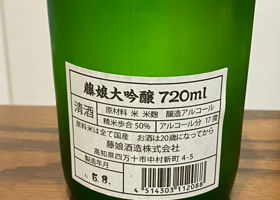 藤娘大吟醸 720ml
清酒
原材料 米 米麹 醸造アルコール
精米歩合 50% アルコール分 17度
原料米は全て国産 お酒は20歳になってから
藤娘酒造株式会社
高知県四万十市中村新町 4-5
製造年月
5.8.
4 514303 112088